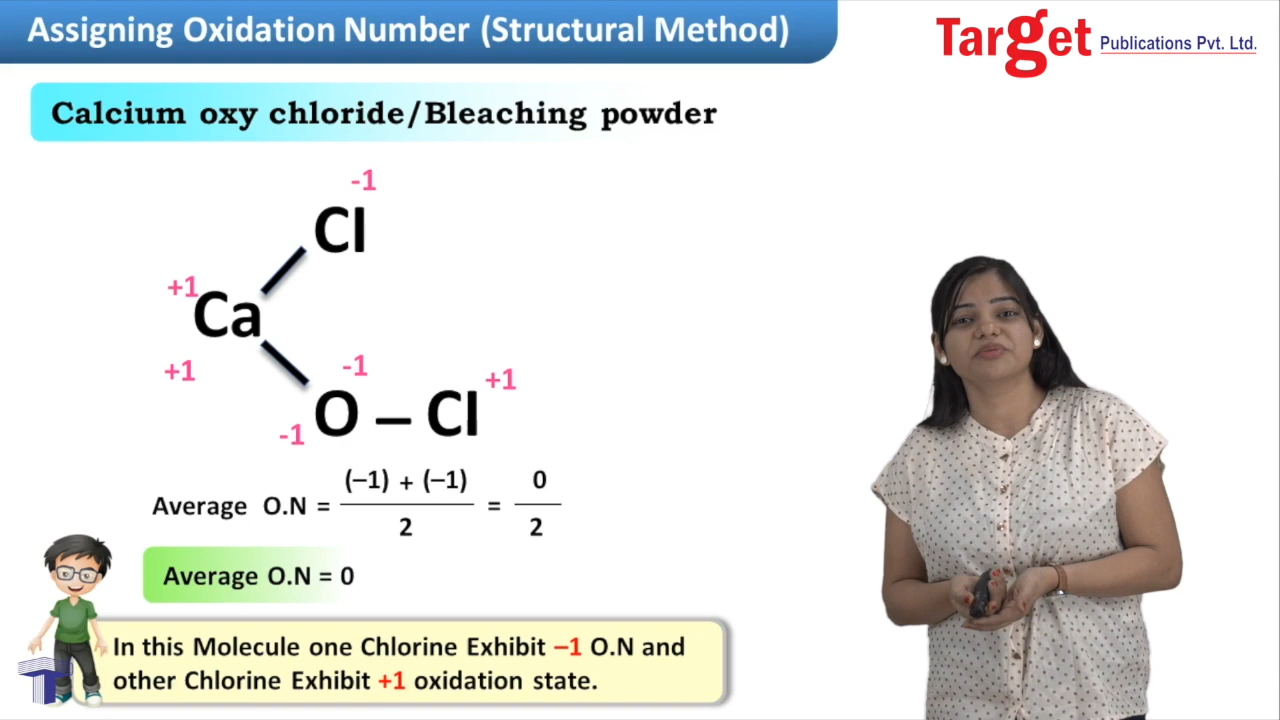 Assigning Oxidation Number (Structural Method)
Target Publications Pvt. Ltd.
Calcium oxy chloride/Bleaching powder
-1
Cl
+1
Ca
+1
-1
+1
O – Cl
-1
Average O.N = (–1) + (–1) / 2 = 0 / 2
Average O.N = 0
In this Molecule one Chlorine Exhibit –1 O.N and
other Chlorine Exhibit +1 oxidation state.
T